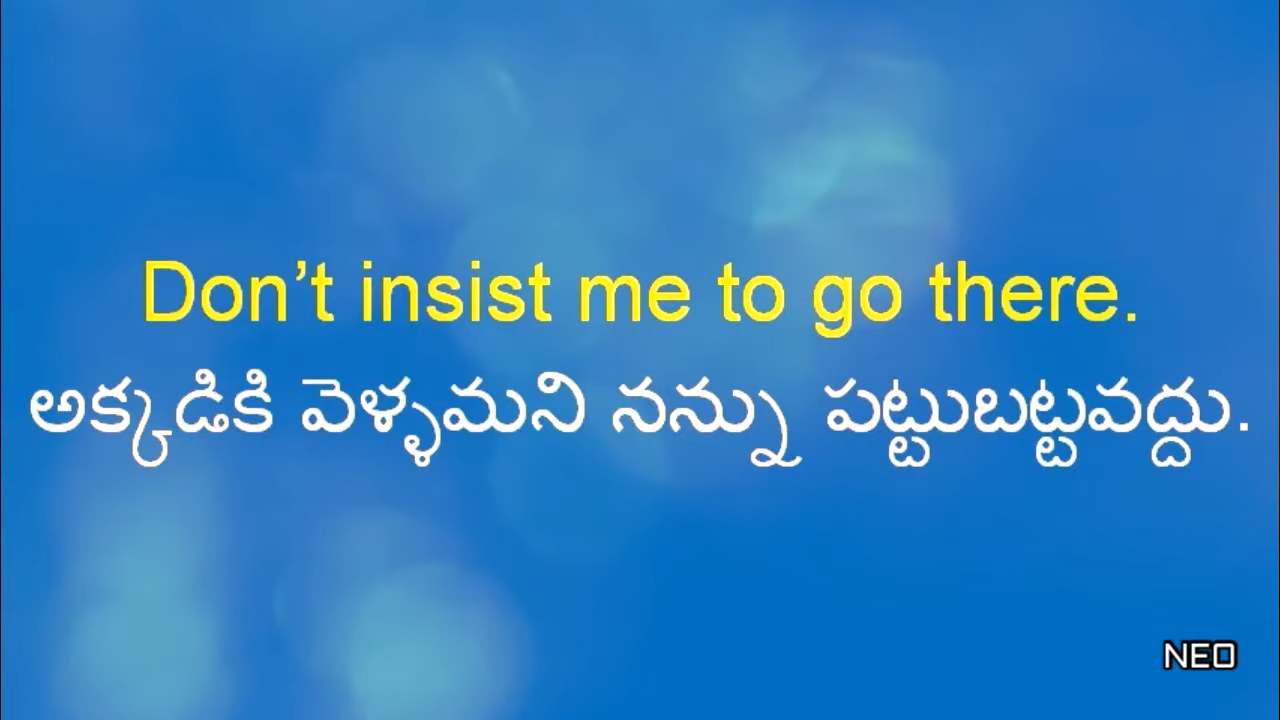 Don’t insist me to go there.
అక్కడికి వెళ్ళమని నన్ను పట్టుబట్టవద్దు.
NEO